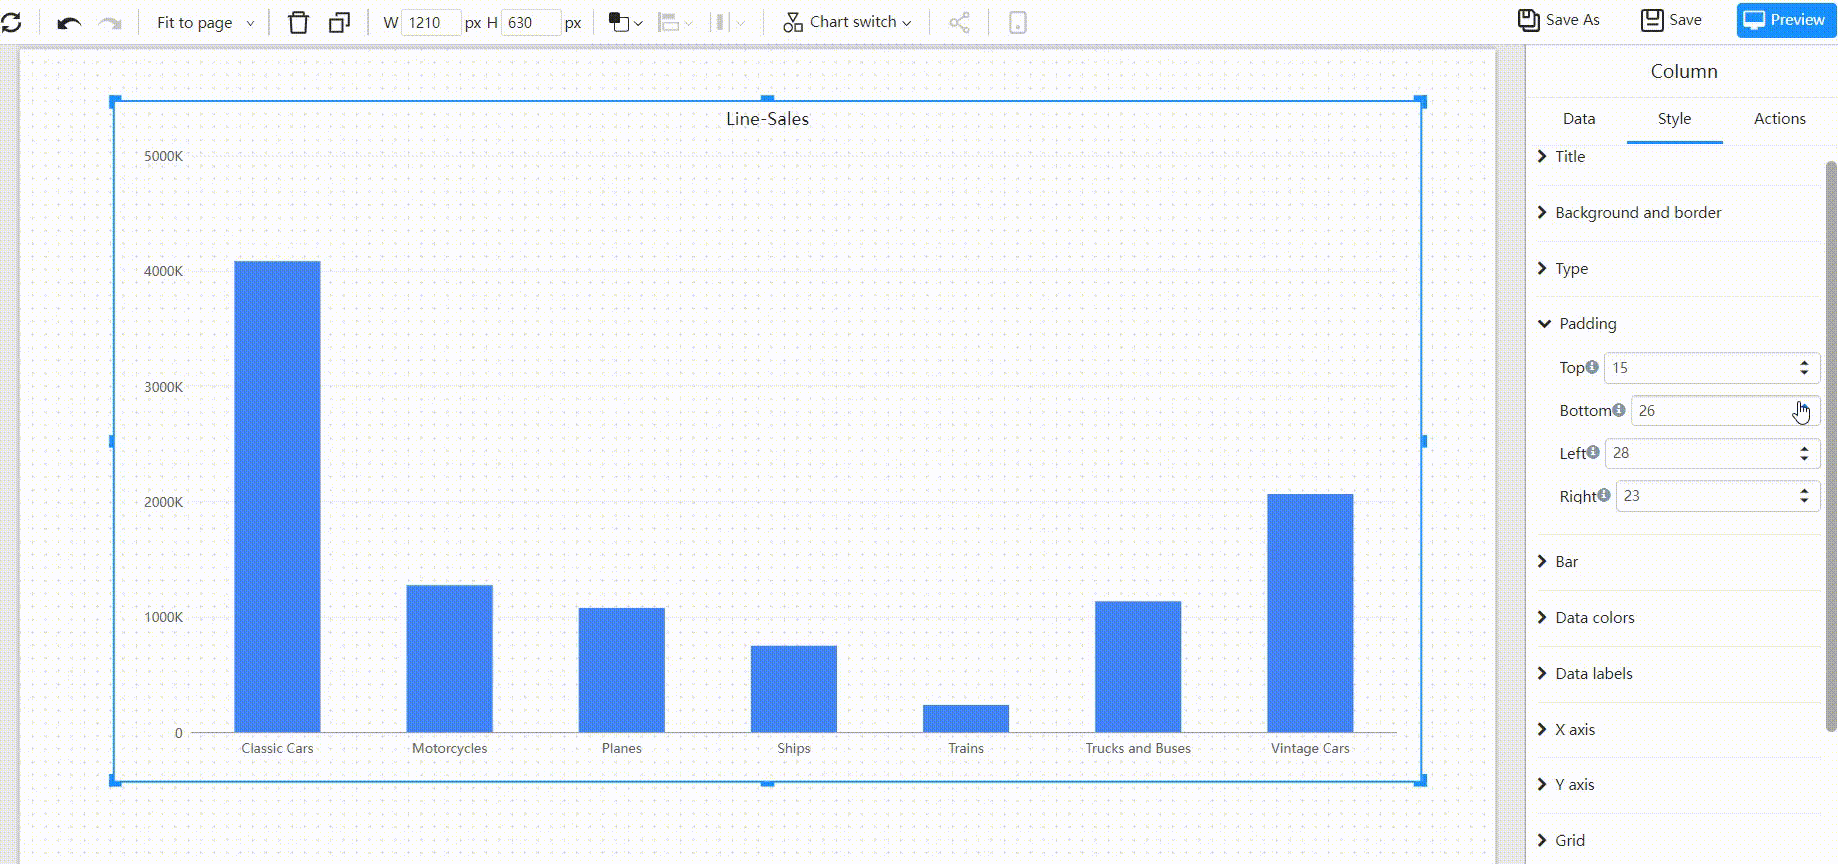 Fit to page W 1210 px H 630 px Chart switch Save As Save Preview
Column
Data Style Actions
Title
Background and border
Type
Padding
Top 15
Bottom 26
Left 28
Right 23
Bar
Data colors
Data labels
X axis
Y axis
Grid
Line-Sales
5000K
4000K
3000K
2000K
1000K
0
Classic Cars Motorcycles Planes Ships Trains Trucks and Buses Vintage Cars